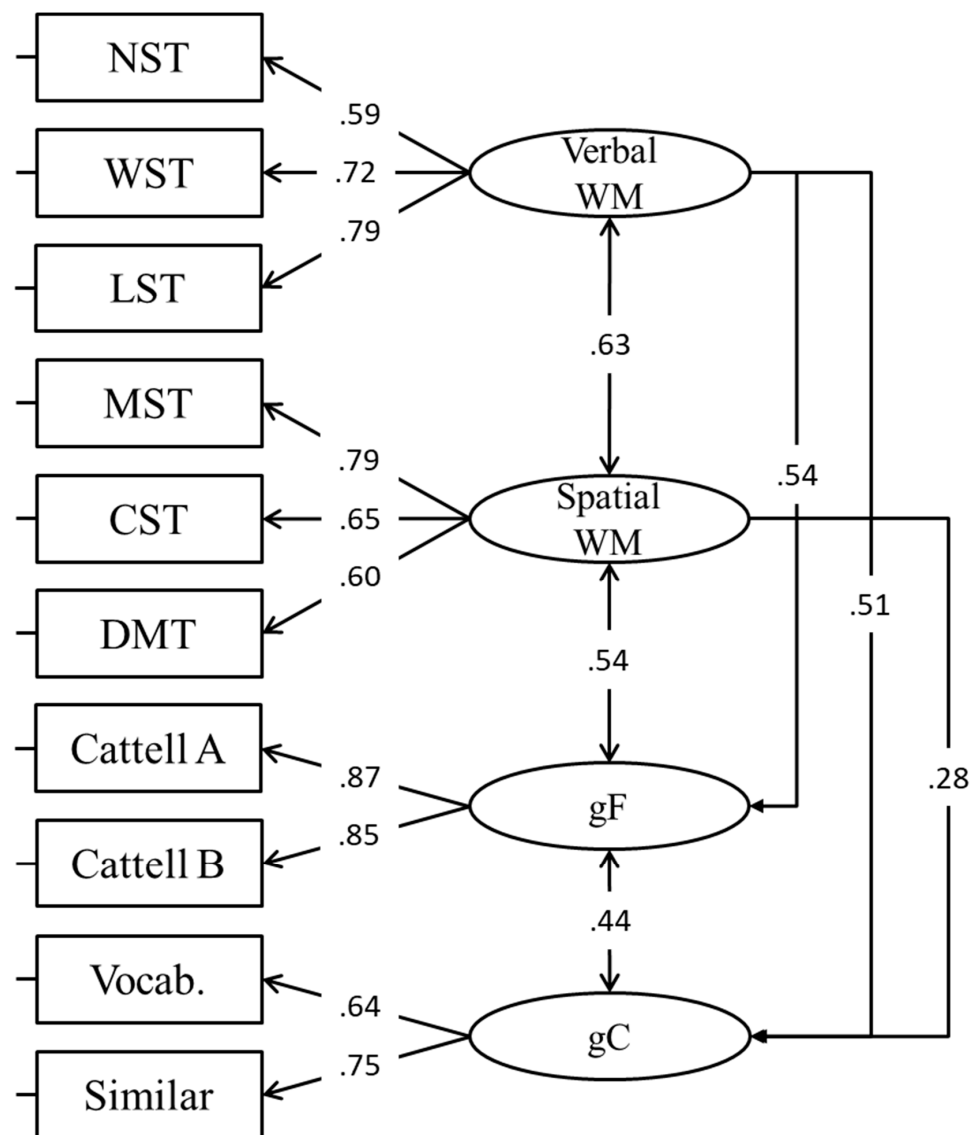 NST
.59
WST
.72
Verbal
WM
.79
LST
.63
MST
.79
.54
CST
.65
Spatial
WM
.60
.51
DMT
.54
Cattell A
.87
.28
gF
Cattell B
.85
.44
Vocab.
.64
gC
.75
Similar